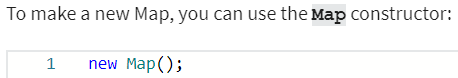 To make a new Map, you can use the Map constructor:
1 new Map();